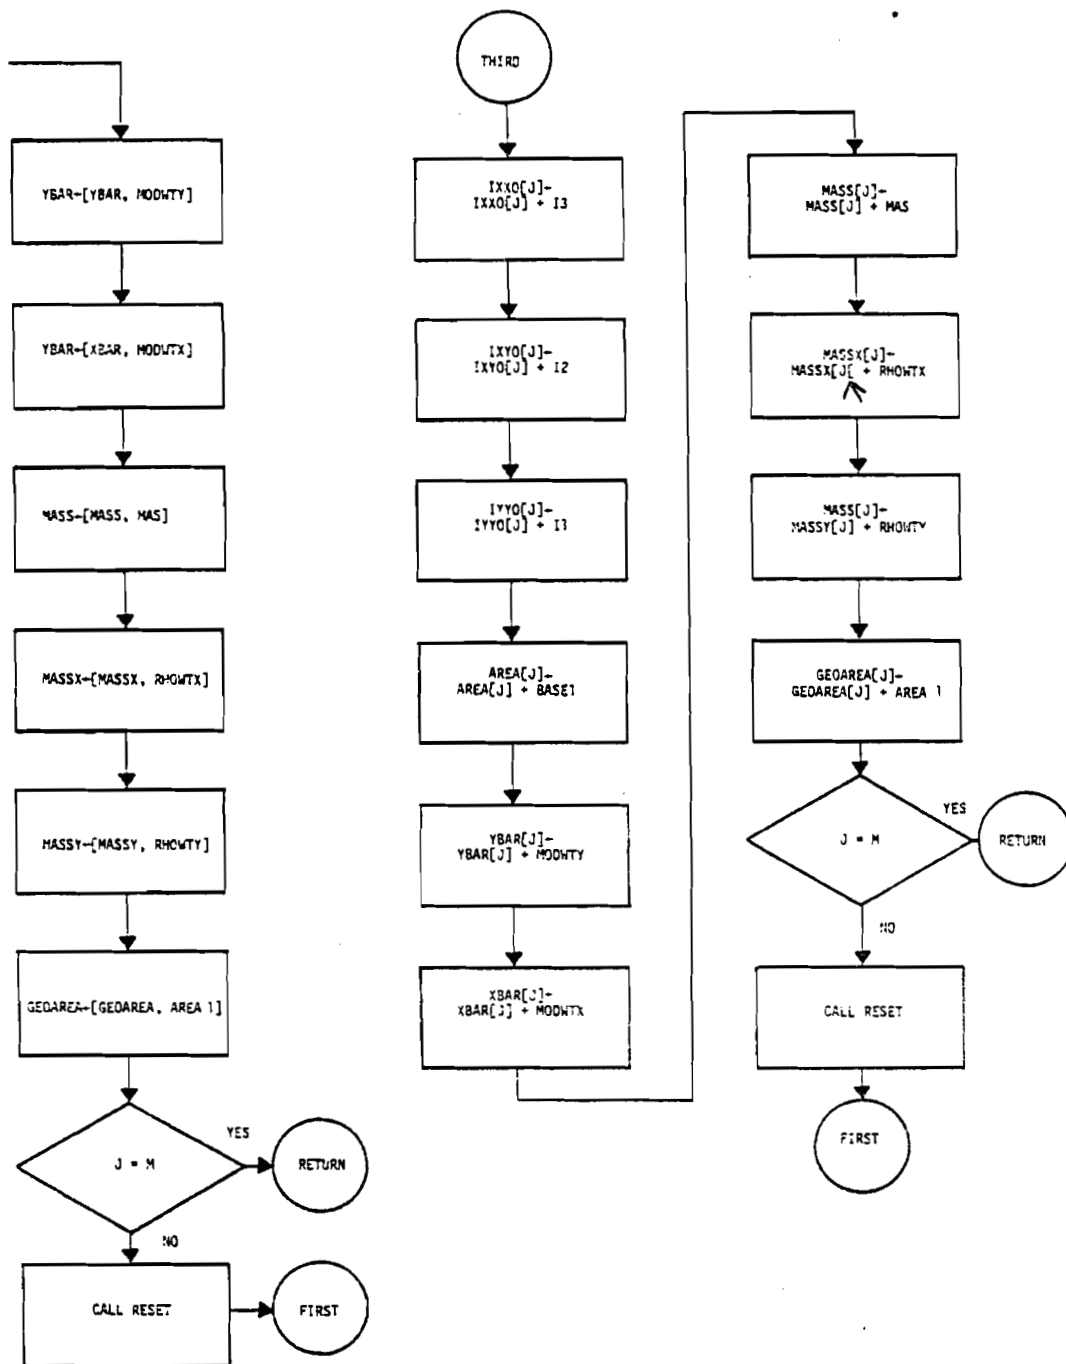 YBAR←[YBAR, MODWTY]
YBAR←[XBAR, MODWTX]
MASS←[MASS, MAS]
MASSX←[MASSX, RHOWTX]
MASSY←[MASSY, RHOWTY]
GEOAREA←[GEOAREA, AREA 1]
J = M
YES
RETURN
NO
CALL RESET
FIRST
THIRD
IXXO[J]←
IXXO[J] + I3
IXYO[J]←
IXYO[J] + I2
IYYO[J]←
IYYO[J] + I1
AREA[J]←
AREA[J] + BASE1
YBAR[J]←
YBAR[J] + MODWTY
XBAR[J]←
XBAR[J] + MODWTX
MASS[J]←
MASS[J] + MAS
MASSX[J]←
MASSX[J[ + RHOWTX
MASS[J]←
MASSY[J] + RHOWTY
GEOAREA[J]←
GEOAREA[J] + AREA 1
J = M
YES
RETURN
NO
CALL RESET
FIRST